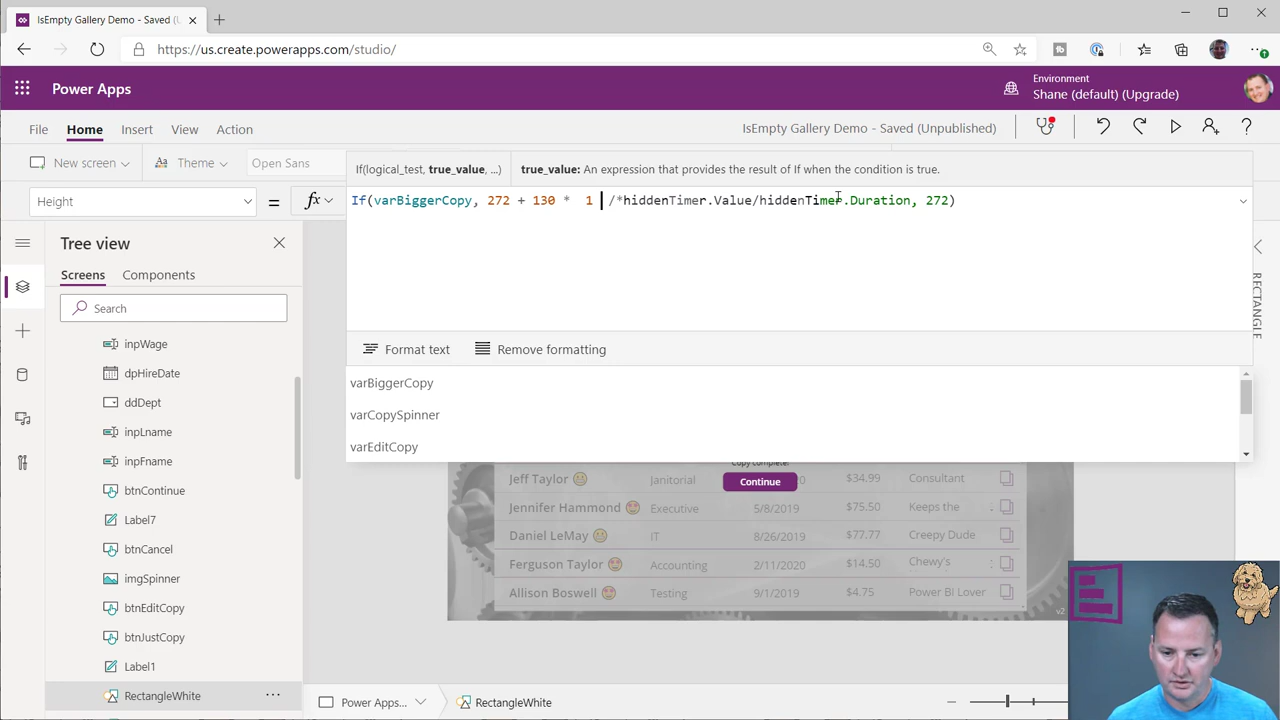 IsEmpty Gallery Demo - Saved (
https://us.create.powerapps.com/studio/
Power Apps
Environment
Shane (default) (Upgrade)
File Home Insert View Action
IsEmpty Gallery Demo - Saved (Unpublished)
New screen Theme Open Sans
If(logical_test, true_value, ...) true_value: An expression that provides the result of If when the condition is true.
Height = fx If(varBiggerCopy, 272 + 130 * 1 /*hiddenTimer.Value/hiddenTimer.Duration, 272)
Tree view
Screens Components
Search
inpWage
dpHireDate
ddDept
inpLname
inpFname
btnContinue
Label7
btnCancel
imgSpinner
btnEditCopy
btnJustCopy
Label1
RectangleWhite ...
Format text Remove formatting
varBiggerCopy
varCopySpinner
varEditCopy
Copy complete!
Continue
Jeff Taylor Janitorial $34.99 Consultant
Jennifer Hammond Executive 5/8/2019 $75.50 Keeps the
Daniel LeMay IT 8/26/2019 $77.77 Creepy Dude
Ferguson Taylor Accounting 2/11/2020 $14.50 Chewy's
Allison Boswell Testing 9/1/2019 $4.75 Power BI Lover
v2
RECTANGLE
Power Apps... RectangleWhite